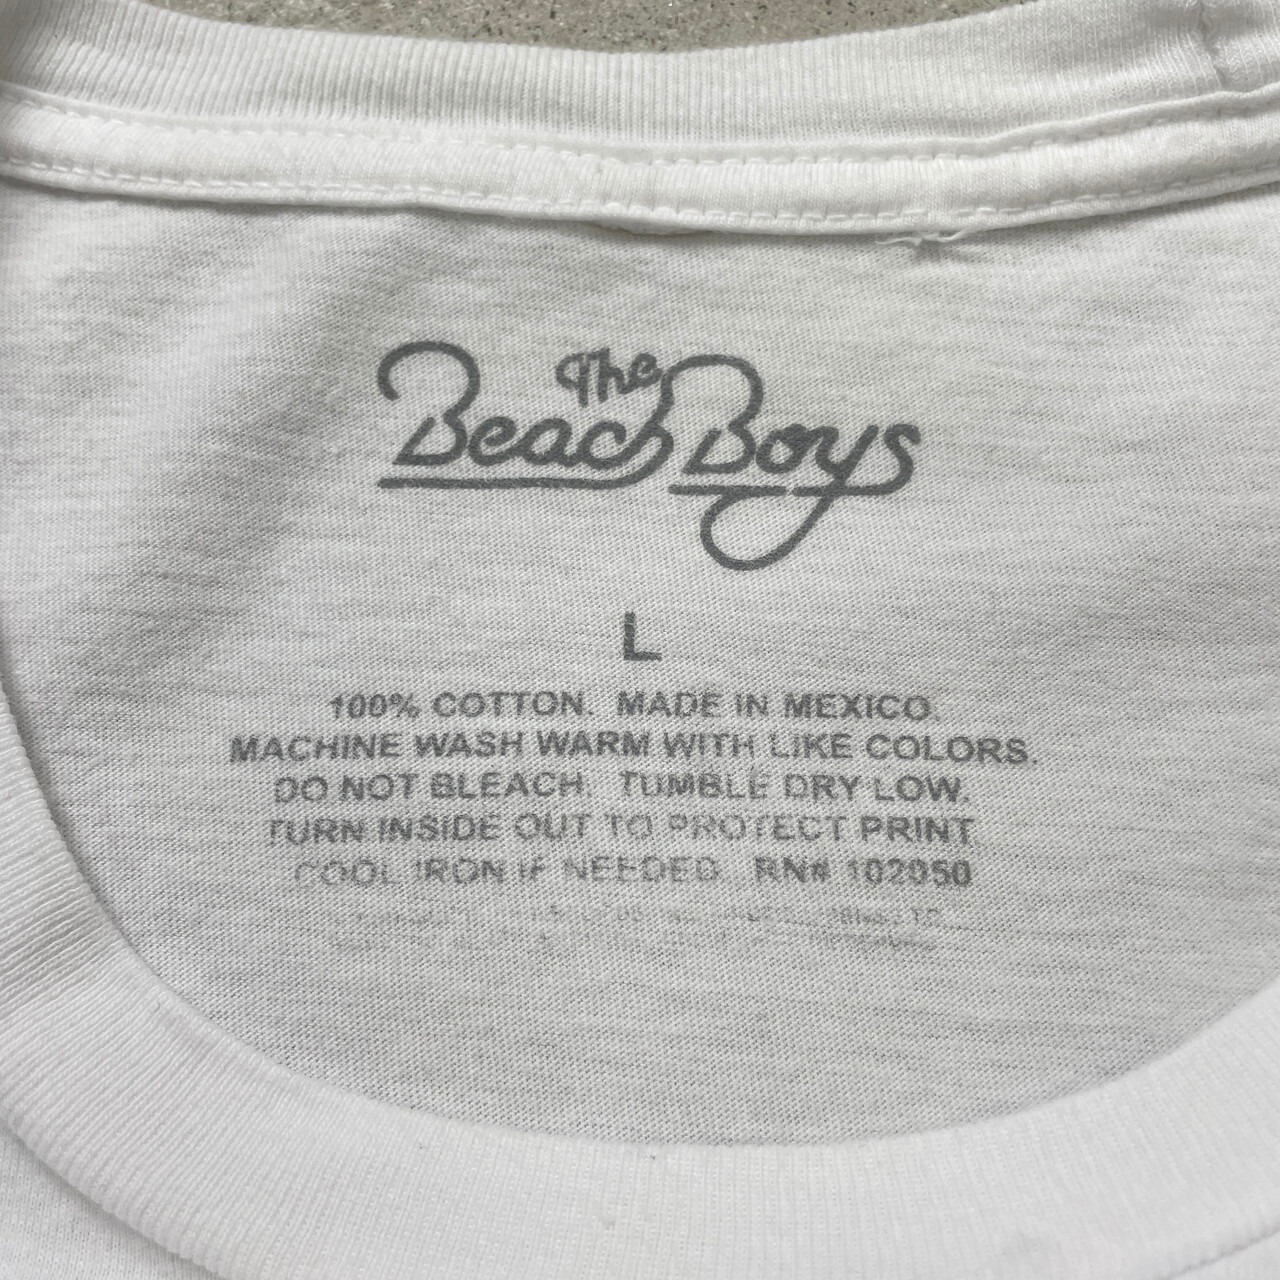 The
Beach Boys
L
100% COTTON. MADE IN MEXICO.
MACHINE WASH WARM WITH LIKE COLORS.
DO NOT BLEACH. TUMBLE DRY LOW.
TURN INSIDE OUT TO PROTECT PRINT.
COOL IRON IF NEEDED. RN# 102050